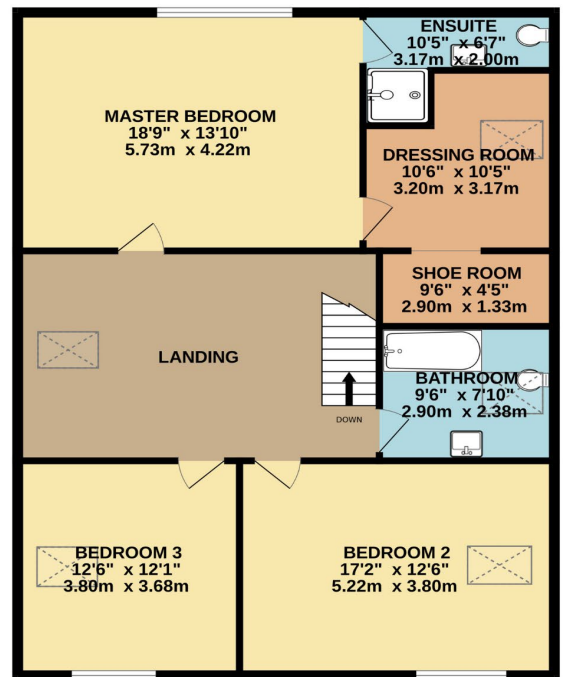 ENSUITE
10'5" x 6'7"
3.17m x 2.00m
MASTER BEDROOM
18'9" x 13'10"
5.73m x 4.22m
DRESSING ROOM
10'6" x 10'5"
3.20m x 3.17m
SHOE ROOM
9'6" x 4'5"
2.90m x 1.33m
LANDING
BATHROOM
9'6" x 7'10"
2.90m x 2.38m
DOWN
BEDROOM 3
12'6" x 12'1"
3.80m x 3.68m
BEDROOM 2
17'2" x 12'6"
5.22m x 3.80m